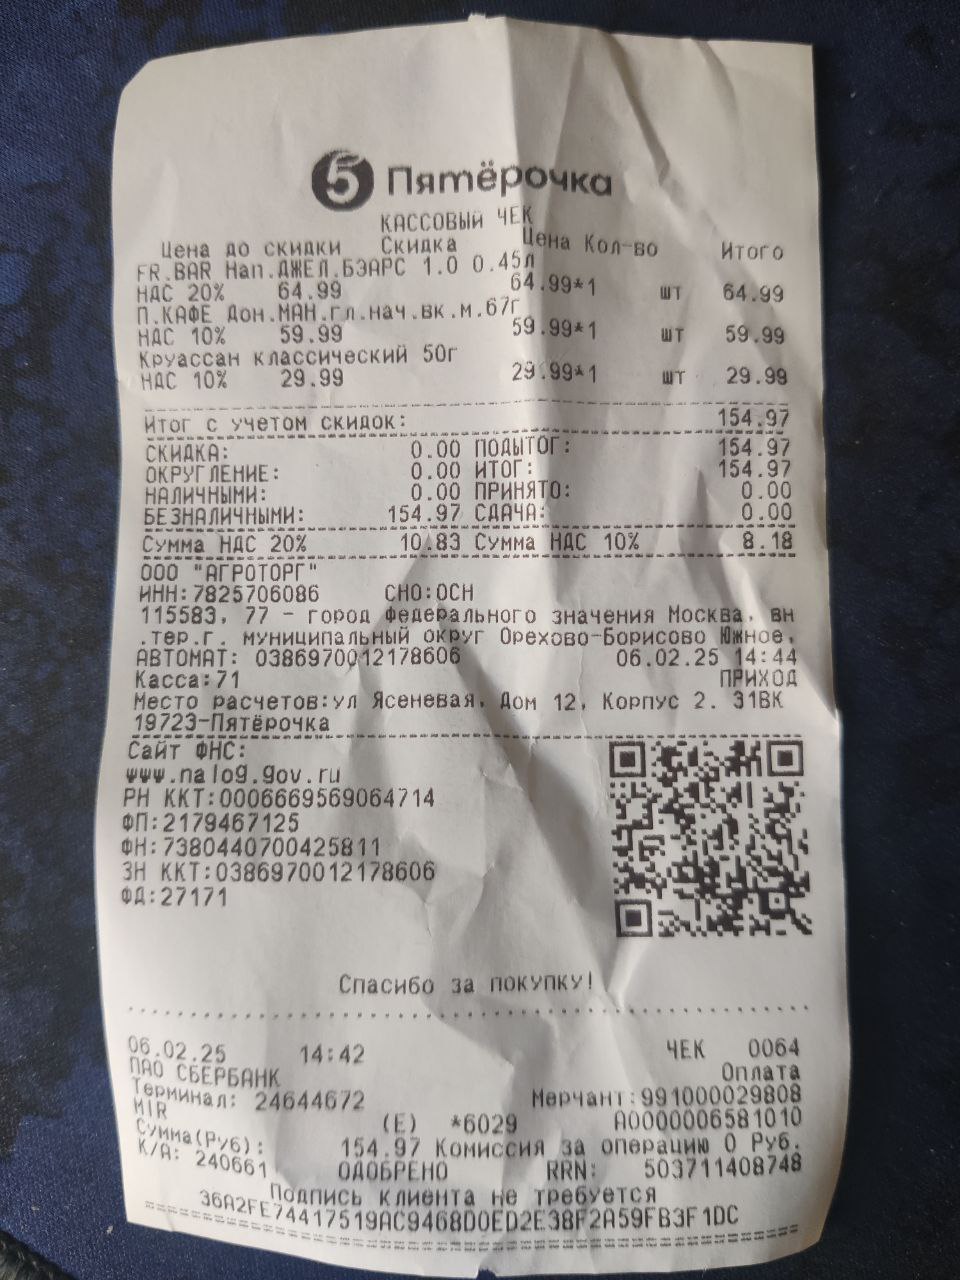 5 Пятёрочка
КАССОВЫЙ ЧЕК
Цена до скидки Скидка Цена Кол-во Итого
FR.BAR Нап.ДЖЕЛ.БЭАРС 1.0 0.45л
НДС 20% 64.99 64.99*1 шт 64.99
П.КАФЕ Дон.МАН.гл.нач.вк.м.67г
НДС 10% 59.99 59.99*1 шт 59.99
Круассан классический 50г
НДС 10% 29.99 29.99*1 шт 29.99
Итог с учетом скидок: 154.97
СКИДКА: 0.00 ПОДЫТОГ: 154.97
ОКРУГЛЕНИЕ: 0.00 ИТОГ: 154.97
НАЛИЧНЫМИ: 0.00 ПРИНЯТО: 0.00
БЕЗНАЛИЧНЫМИ: 154.97 СДАЧА: 0.00
Сумма НДС 20% 10.83 Сумма НДС 10% 8.18
ООО "АГРОТОРГ"
ИНН:7825706086 СНО:ОСН
115583, 77 - город федерального значения Москва, вн
.тер.г. муниципальный округ Орехово-Борисово Южное,
АВТОМАТ: 0386970012178606 06.02.25 14:44
Касса:71 ПРИХОД
Место расчетов:ул Ясеневая, Дом 12, Корпус 2. 31ВК
19723-Пятёрочка
Сайт ФНС:
www.nalog.gov.ru
РН ККТ:0006669569064714
ФП:2179467125
ФН:7380440700425811
ЗН ККТ:0386970012178606
ФД:27171
Спасибо за покупку!
06.02.25 14:42 ЧЕК 0064
ПАО СБЕРБАНК Оплата
Терминал: 24644672 Мерчант:991000029808
MIR (E) *6029 A0000006581010
Сумма(Руб): 154.97 Комиссия за операцию 0 Руб.
К/А: 240661 ОДОБРЕНО RRN: 503711408748
Подпись клиента не требуется
36A2FE74417519AC9468D0ED2E38F2A59FB3F1DC